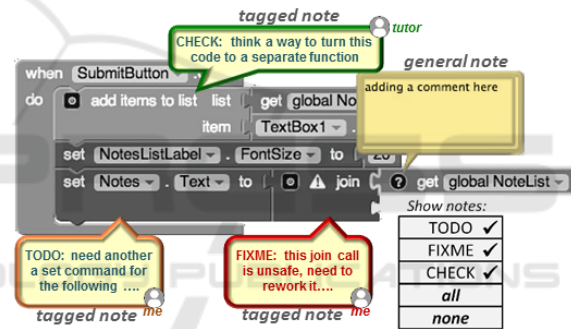 tagged note
tutor
CHECK: think a way to turn this
code to a separate function
general note
adding a comment here
when SubmitButton .
do add items to list list get global No
item TextBox1 .
set NotesListLabel . FontSize to 20
set Notes . Text to join get global NoteList
Show notes:
TODO ✓
FIXME ✓
CHECK ✓
all
none
TODO: need another
a set command for
the following ....
me
tagged note
FIXME: this join call
is unsafe, need to
rework it....
me
tagged note